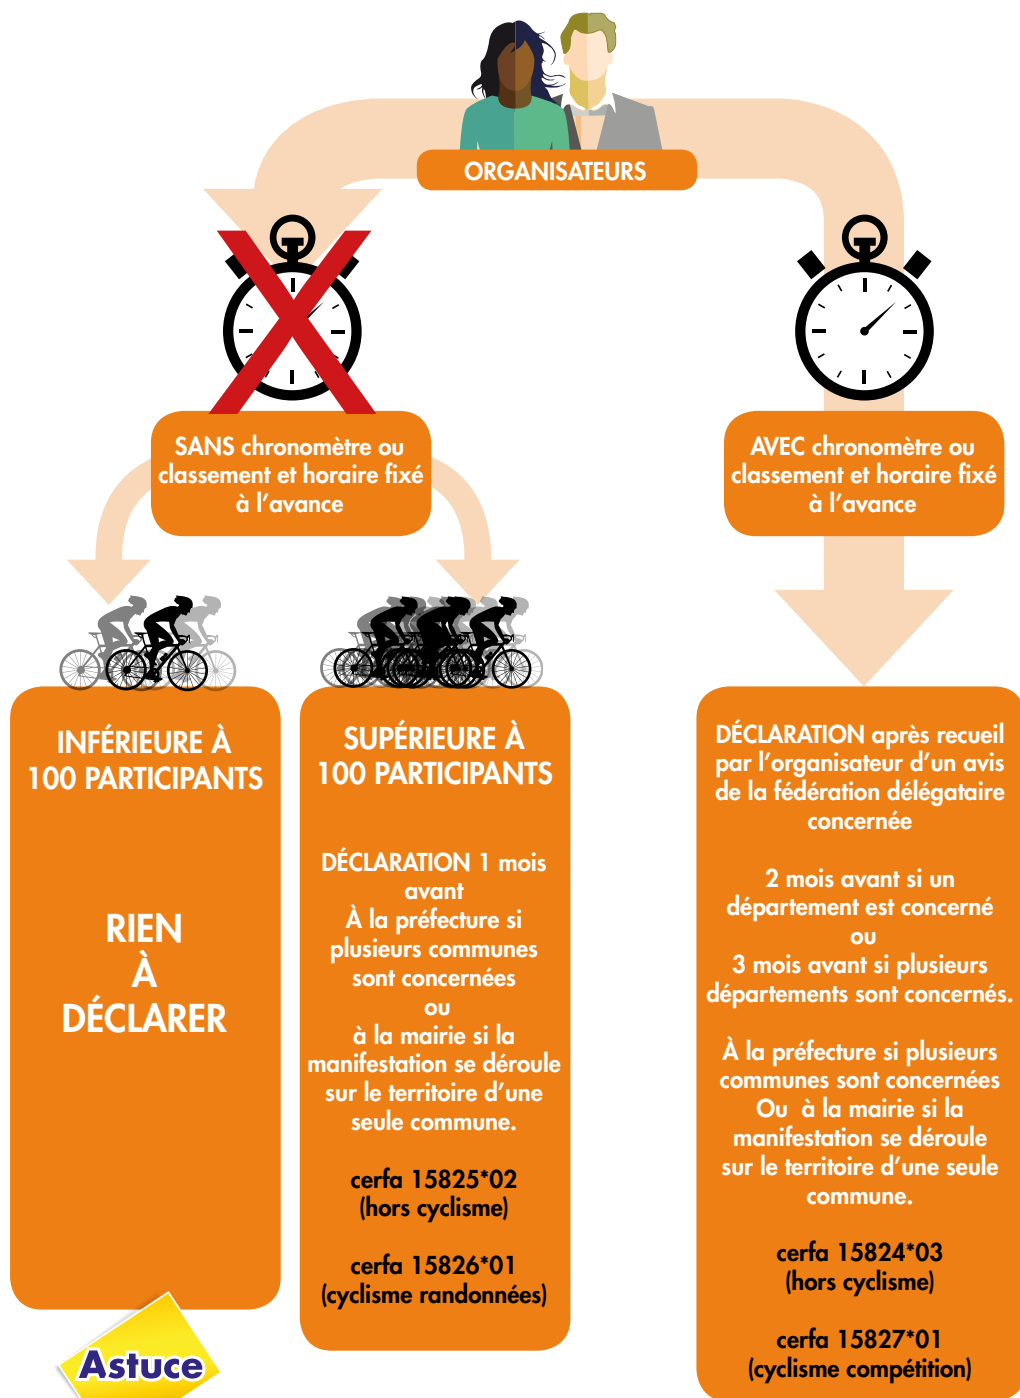 ORGANISATEURS
SANS chronomètre ou
classement et horaire fixé
à l’avance
AVEC chronomètre ou
classement et horaire fixé
à l’avance
INFÉRIEURE À
100 PARTICIPANTS
RIEN
À
DÉCLARER
SUPÉRIEURE À
100 PARTICIPANTS
DÉCLARATION 1 mois
avant
À la préfecture si
plusieurs communes
sont concernées
ou
à la mairie si la
manifestation se déroule
sur le territoire d’une
seule commune.
cerfa 15825*02
(hors cyclisme)
cerfa 15826*01
(cyclisme randonnées)
DÉCLARATION après recueil
par l’organisateur d’un avis
de la fédération délégataire
concernée
2 mois avant si un
département est concerné
ou
3 mois avant si plusieurs
départements sont concernés.
À la préfecture si plusieurs
communes sont concernées
Ou à la mairie si la
manifestation se déroule
sur le territoire d’une seule
commune.
cerfa 15824*03
(hors cyclisme)
cerfa 15827*01
(cyclisme compétition)
Astuce